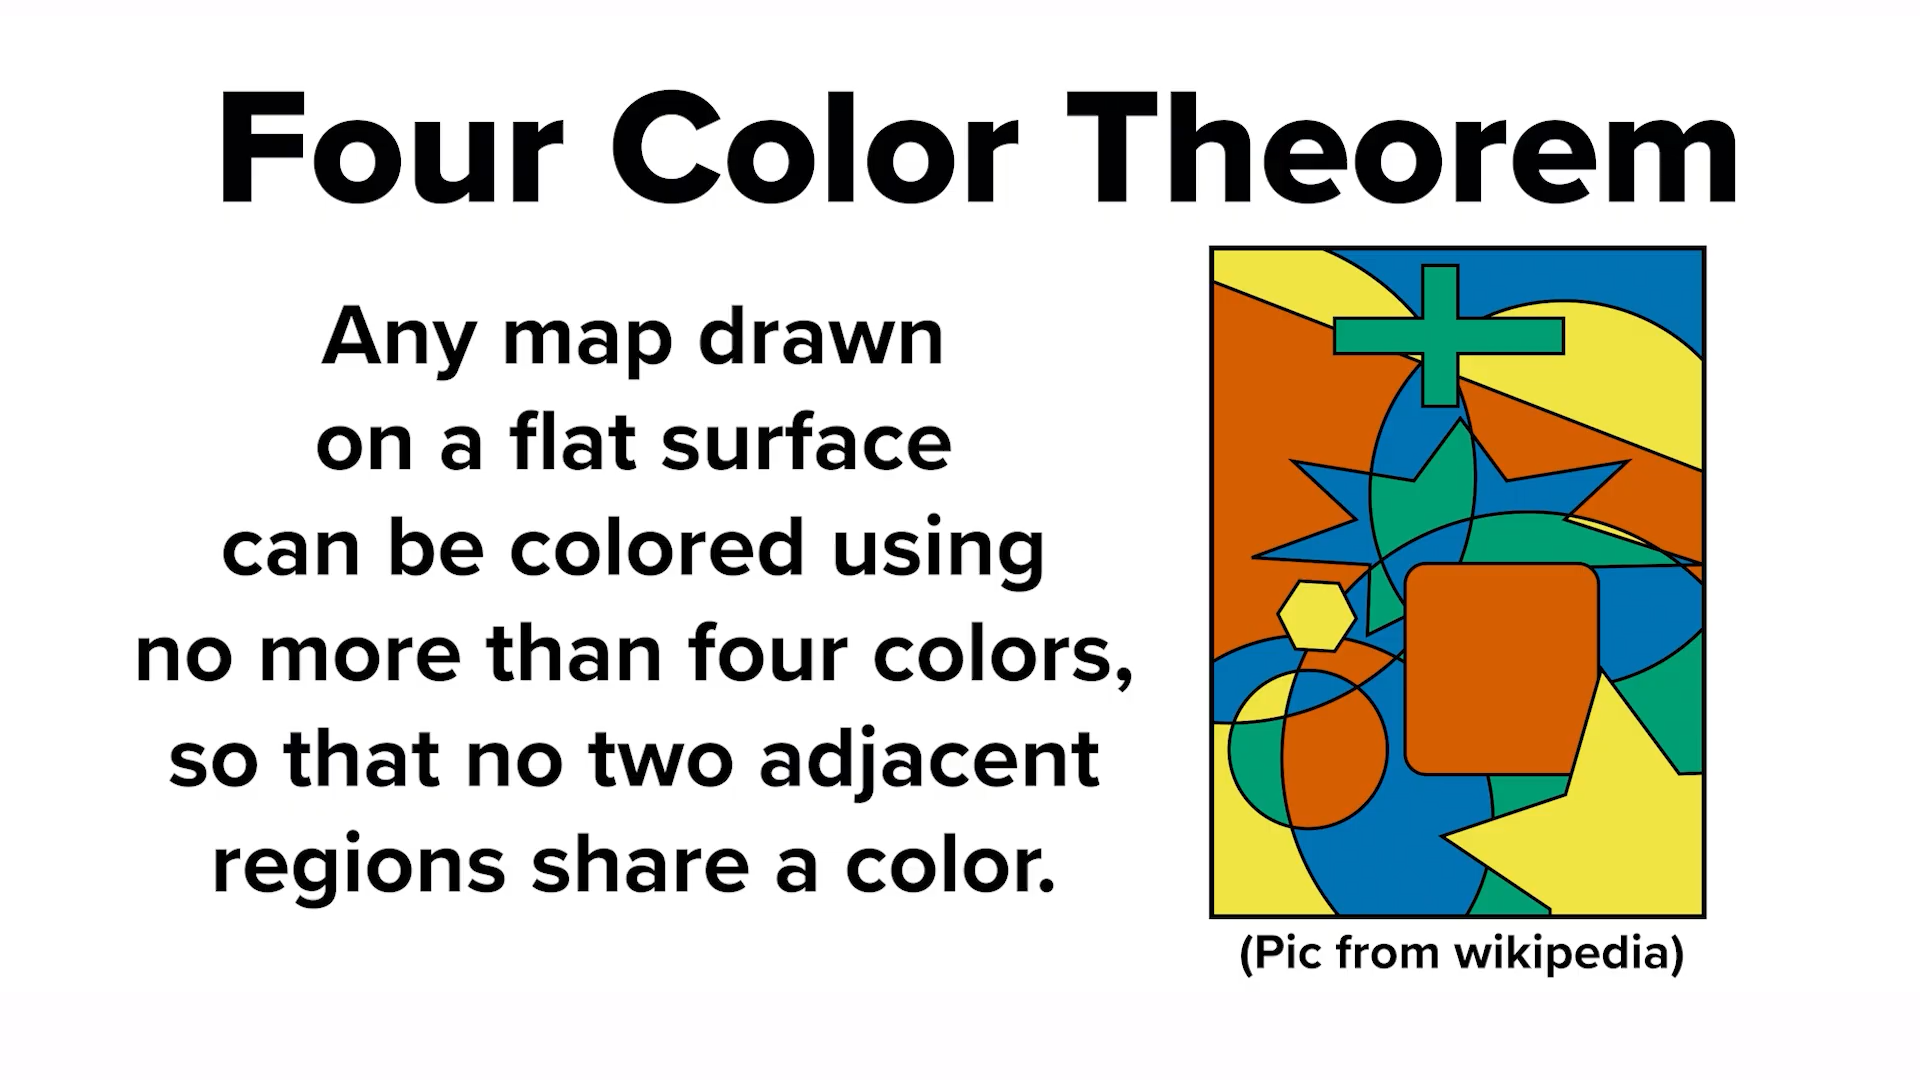 Four Color Theorem
Any map drawn
on a flat surface
can be colored using
no more than four colors,
so that no two adjacent
regions share a color.
(Pic from wikipedia)